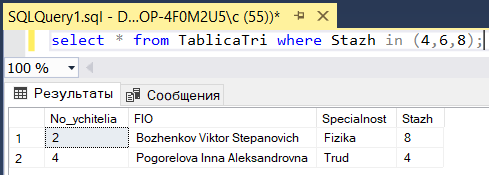 SQLQuery1.sql - D...OP-4F0M2U5\c (55))*
select * from TablicaTri where Stazh in (4,6,8);
100 %
Результаты Сообщения
No_ychitelia FIO Specialnost Stazh
1 2 Bozhenkov Viktor Stepanovich Fizika 8
2 4 Pogorelova Inna Aleksandrovna Trud 4